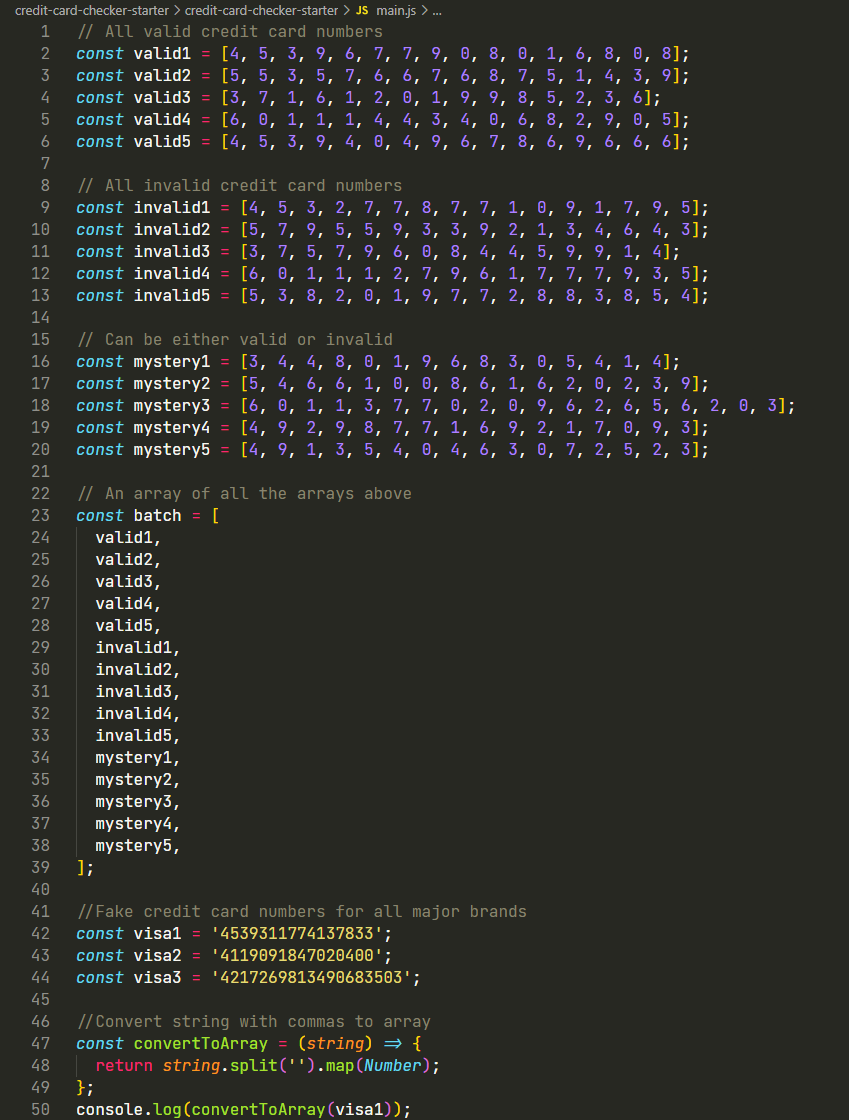 credit-card-checker-starter > credit-card-checker-starter > JS main.js > ...
1 // All valid credit card numbers
2 const valid1 = [4, 5, 3, 9, 6, 7, 7, 9, 0, 8, 0, 1, 6, 8, 0, 8];
3 const valid2 = [5, 5, 3, 5, 7, 6, 6, 7, 6, 8, 7, 5, 1, 4, 3, 9];
4 const valid3 = [3, 7, 1, 6, 1, 2, 0, 1, 9, 9, 8, 5, 2, 3, 6];
5 const valid4 = [6, 0, 1, 1, 1, 4, 4, 3, 4, 0, 6, 8, 2, 9, 0, 5];
6 const valid5 = [4, 5, 3, 9, 4, 0, 4, 9, 6, 7, 8, 6, 9, 6, 6, 6];
7
8 // All invalid credit card numbers
9 const invalid1 = [4, 5, 3, 2, 7, 7, 8, 7, 7, 1, 0, 9, 1, 7, 9, 5];
10 const invalid2 = [5, 7, 9, 5, 5, 9, 3, 3, 9, 2, 1, 3, 4, 6, 4, 3];
11 const invalid3 = [3, 7, 5, 7, 9, 6, 0, 8, 4, 4, 5, 9, 9, 1, 4];
12 const invalid4 = [6, 0, 1, 1, 1, 2, 7, 9, 6, 1, 7, 7, 7, 9, 3, 5];
13 const invalid5 = [5, 3, 8, 2, 0, 1, 9, 7, 7, 2, 8, 8, 3, 8, 5, 4];
14
15 // Can be either valid or invalid
16 const mystery1 = [3, 4, 4, 8, 0, 1, 9, 6, 8, 3, 0, 5, 4, 1, 4];
17 const mystery2 = [5, 4, 6, 6, 1, 0, 0, 8, 6, 1, 6, 2, 0, 2, 3, 9];
18 const mystery3 = [6, 0, 1, 1, 3, 7, 7, 0, 2, 0, 9, 6, 2, 6, 5, 6, 2, 0, 3];
19 const mystery4 = [4, 9, 2, 9, 8, 7, 7, 1, 6, 9, 2, 1, 7, 0, 9, 3];
20 const mystery5 = [4, 9, 1, 3, 5, 4, 0, 4, 6, 3, 0, 7, 2, 5, 2, 3];
21
22 // An array of all the arrays above
23 const batch = [
24 valid1,
25 valid2,
26 valid3,
27 valid4,
28 valid5,
29 invalid1,
30 invalid2,
31 invalid3,
32 invalid4,
33 invalid5,
34 mystery1,
35 mystery2,
36 mystery3,
37 mystery4,
38 mystery5,
39 ];
40
41 //Fake credit card numbers for all major brands
42 const visa1 = '4539311774137833';
43 const visa2 = '4119091847020400';
44 const visa3 = '4217269813490683503';
45
46 //Convert string with commas to array
47 const convertToArray = (string) => {
48 return string.split('').map(Number);
49 };
50 console.log(convertToArray(visa1));